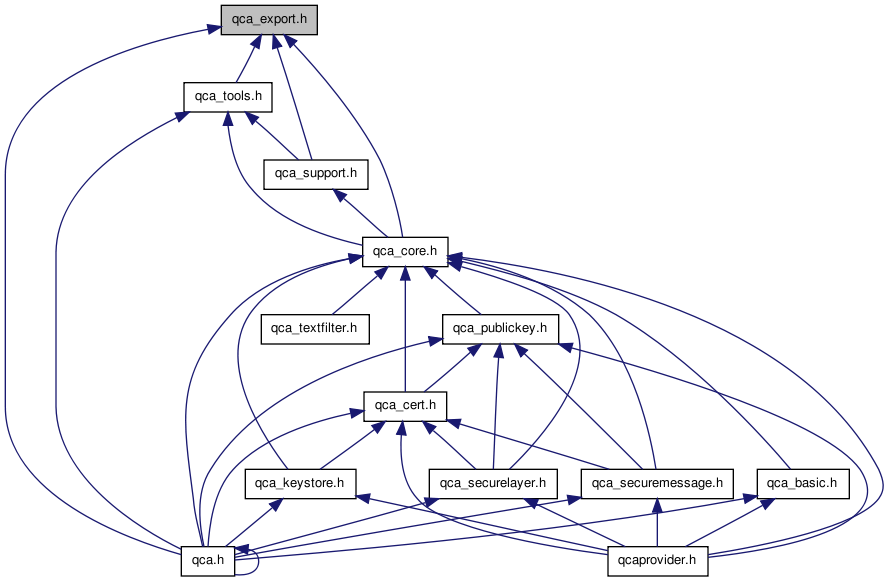 qca_export.h
qca_tools.h
qca_support.h
qca_core.h
qca_textfilter.h
qca_publickey.h
qca_cert.h
qca_keystore.h
qca_securelayer.h
qca_securemessage.h
qca_basic.h
qca.h
qcaprovider.h